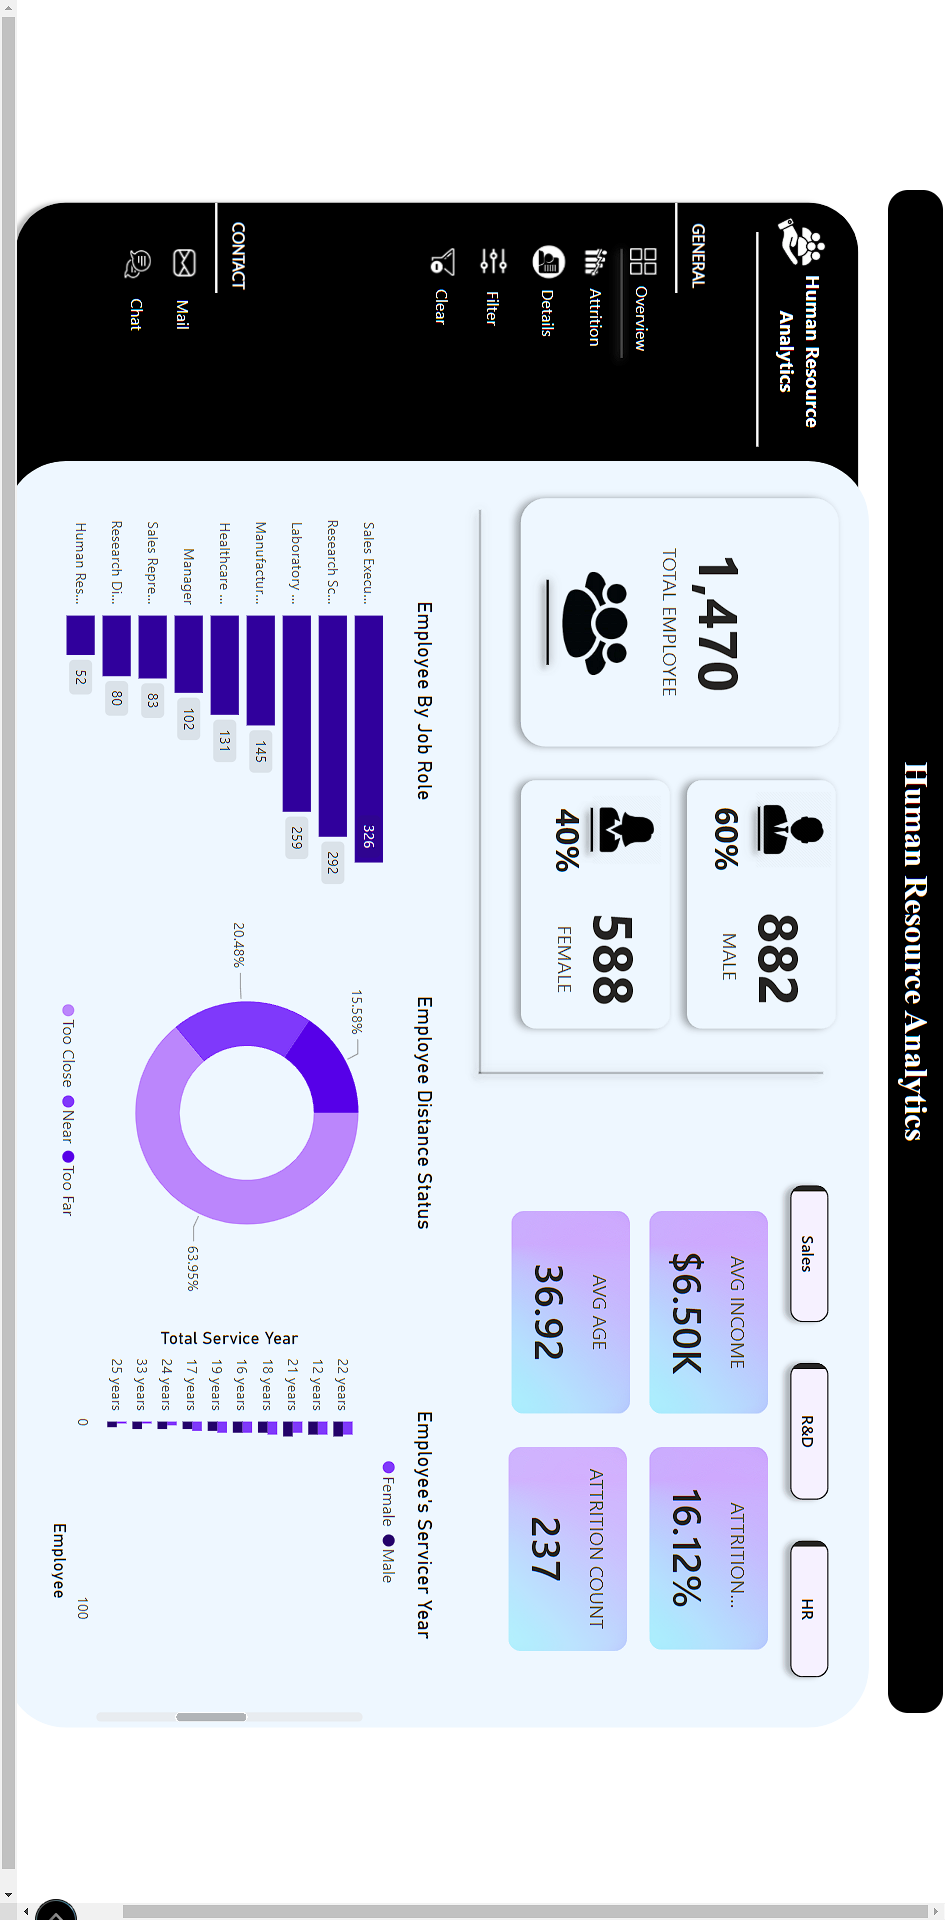 Human Resource Analytics
Human Resource
Analytics
GENERAL
Overview
Attrition
Details
Filter
Clear
CONTACT
Mail
Chat
1,470
TOTAL EMPLOYEE
60%
882
MALE
40%
588
FEMALE
Sales
R&D
HR
AVG INCOME
$6.50K
ATTRITION...
16.12%
AVG AGE
36.92
ATTRITION COUNT
237
Employee By Job Role
Sales Execu... 326
Research Sc... 292
Laboratory ... 259
Manufactur... 145
Healthcare ... 131
Manager 102
Sales Repre... 83
Research Di... 80
Human Res... 52
Employee Distance Status
15.58%
20.48%
63.95%
Too Close Near Too Far
Employee's Servicer Year
Female Male
Total Service Year
22 years
12 years
21 years
18 years
16 years
19 years
17 years
24 years
33 years
25 years
0 100
Employee